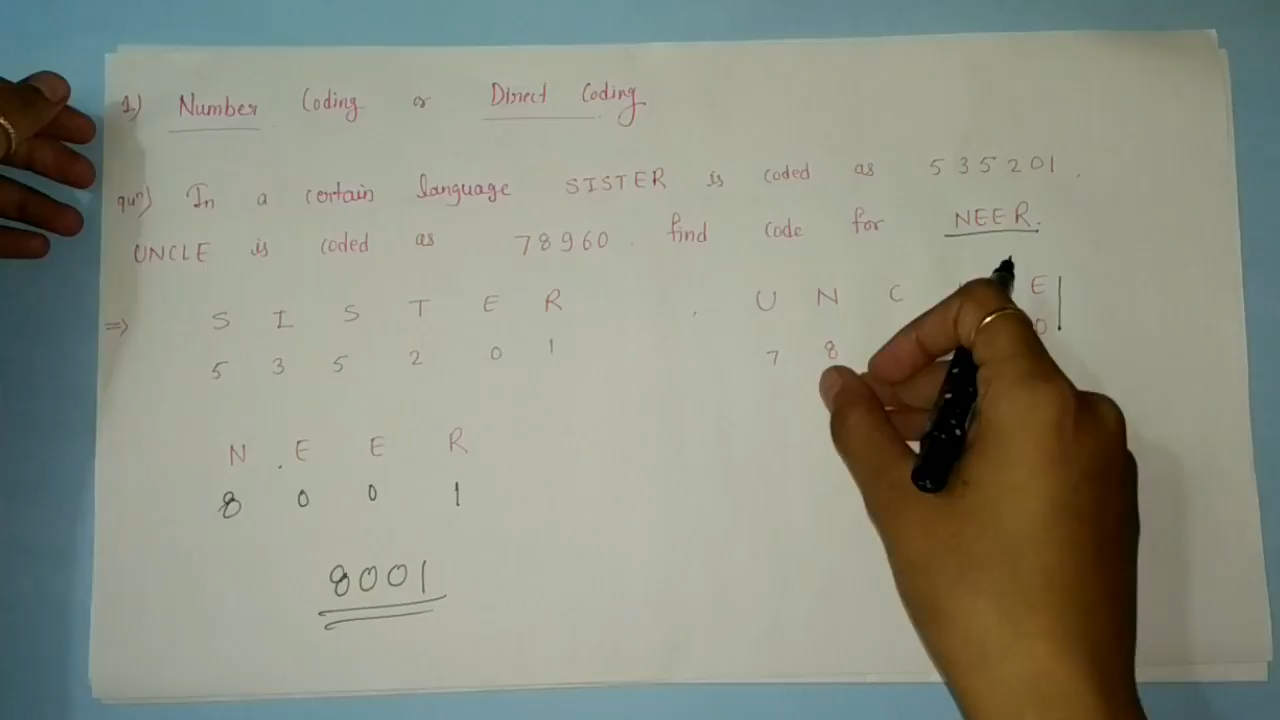 1.) Number Coding or Direct Coding
qun) In a certain language SISTER is coded as 535201.
UNCLE is coded as 78960. find code for NEER.
=> S I S T E R , U N C E
5 3 5 2 0 1 7 8 0
N E E R
8 0 0 1
8001